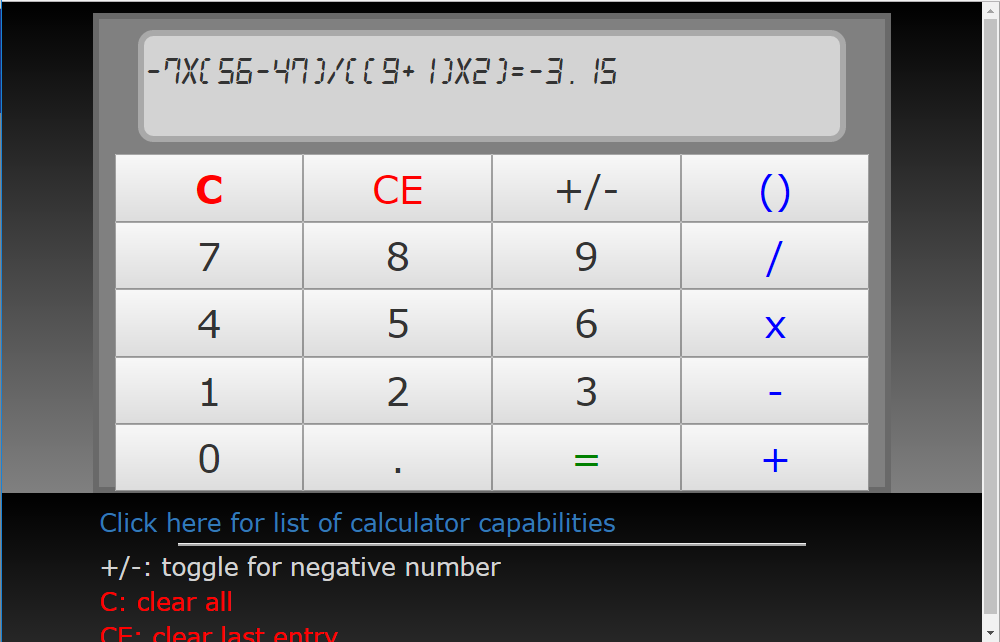 -7X(56-47)/((9+1)X2)=-3.15
C CE +/- ()
7 8 9 /
4 5 6 x
1 2 3 -
0 . = +
Click here for list of calculator capabilities
+/-: toggle for negative number
C: clear all
CE: clear last entry